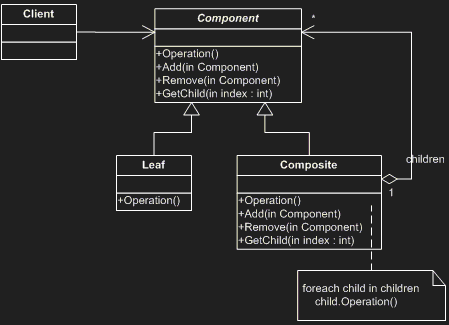 Client
Component
*
+Operation()
+Add(in Component)
+Remove(in Component)
+GetChild(in index : int)
children
Leaf
+Operation()
Composite
1
+Operation()
+Add(in Component)
+Remove(in Component)
+GetChild(in index : int)
foreach child in children
child.Operation()